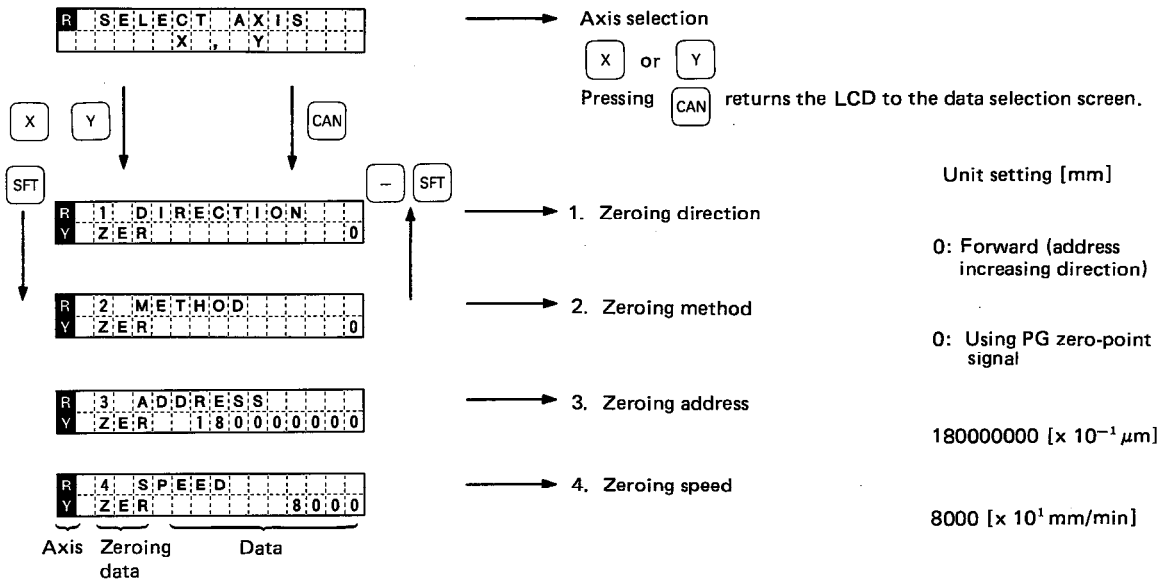 R SELECT AXIS
X , Y
Axis selection
X or Y
Pressing CAN returns the LCD to the data selection screen.
X Y CAN
SFT - SFT
Unit setting [mm]
R 1 DIRECTION
Y ZER 0
1. Zeroing direction
0: Forward (address
increasing direction)
R 2 METHOD
Y ZER 0
2. Zeroing method
0: Using PG zero-point
signal
R 3 ADDRESS
Y ZER 180000000
3. Zeroing address
180000000 [x 10⁻¹ μm]
R 4 SPEED
Y ZER 8000
4. Zeroing speed
8000 [x 10¹ mm/min]
Axis Zeroing Data
data